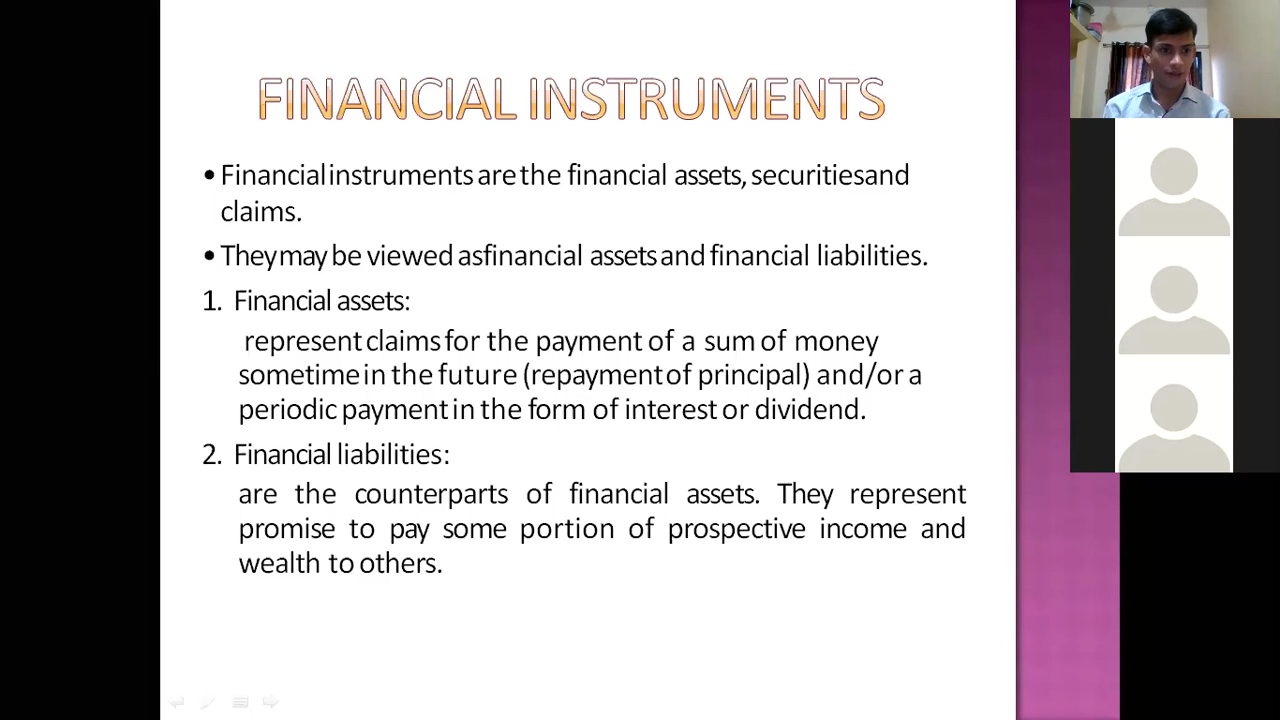 FINANCIAL INSTRUMENTS
• Financial instruments are the financial assets, securities and
claims.
• They may be viewed as financial assets and financial liabilities.
1. Financial assets:
represent claims for the payment of a sum of money
sometime in the future (repayment of principal) and/or a
periodic payment in the form of interest or dividend.
2. Financial liabilities:
are the counterparts of financial assets. They represent
promise to pay some portion of prospective income and
wealth to others.